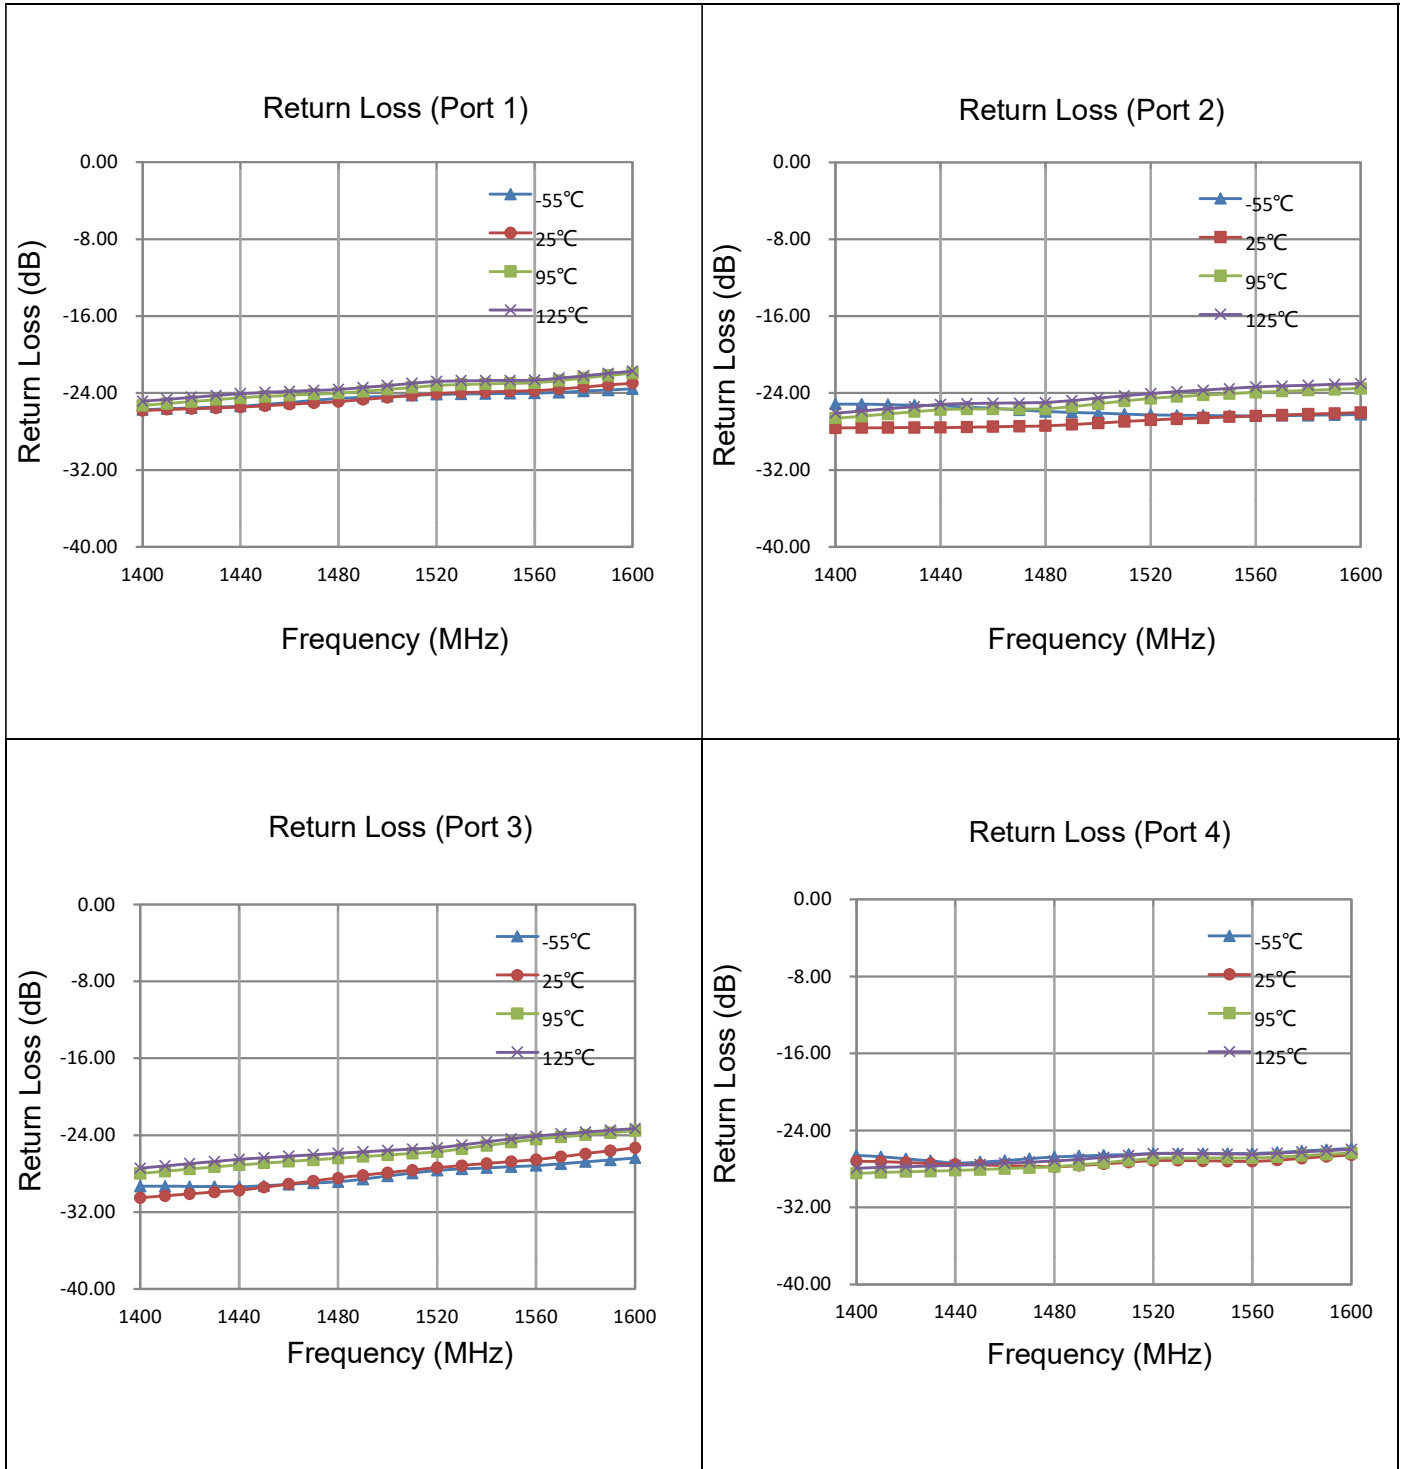 Return Loss (Port 1)
Return Loss (dB)
0.00
-8.00
-16.00
-24.00
-32.00
-40.00
-55℃
25℃
95℃
125℃
1400 1440 1480 1520 1560 1600
Frequency (MHz)
Return Loss (Port 2)
Return Loss (dB)
0.00
-8.00
-16.00
-24.00
-32.00
-40.00
-55℃
25℃
95℃
125℃
1400 1440 1480 1520 1560 1600
Frequency (MHz)
Return Loss (Port 3)
Return Loss (dB)
0.00
-8.00
-16.00
-24.00
-32.00
-40.00
-55℃
25℃
95℃
125℃
1400 1440 1480 1520 1560 1600
Frequency (MHz)
Return Loss (Port 4)
Return Loss (dB)
0.00
-8.00
-16.00
-24.00
-32.00
-40.00
-55℃
25℃
95℃
125℃
1400 1440 1480 1520 1560 1600
Frequency (MHz)